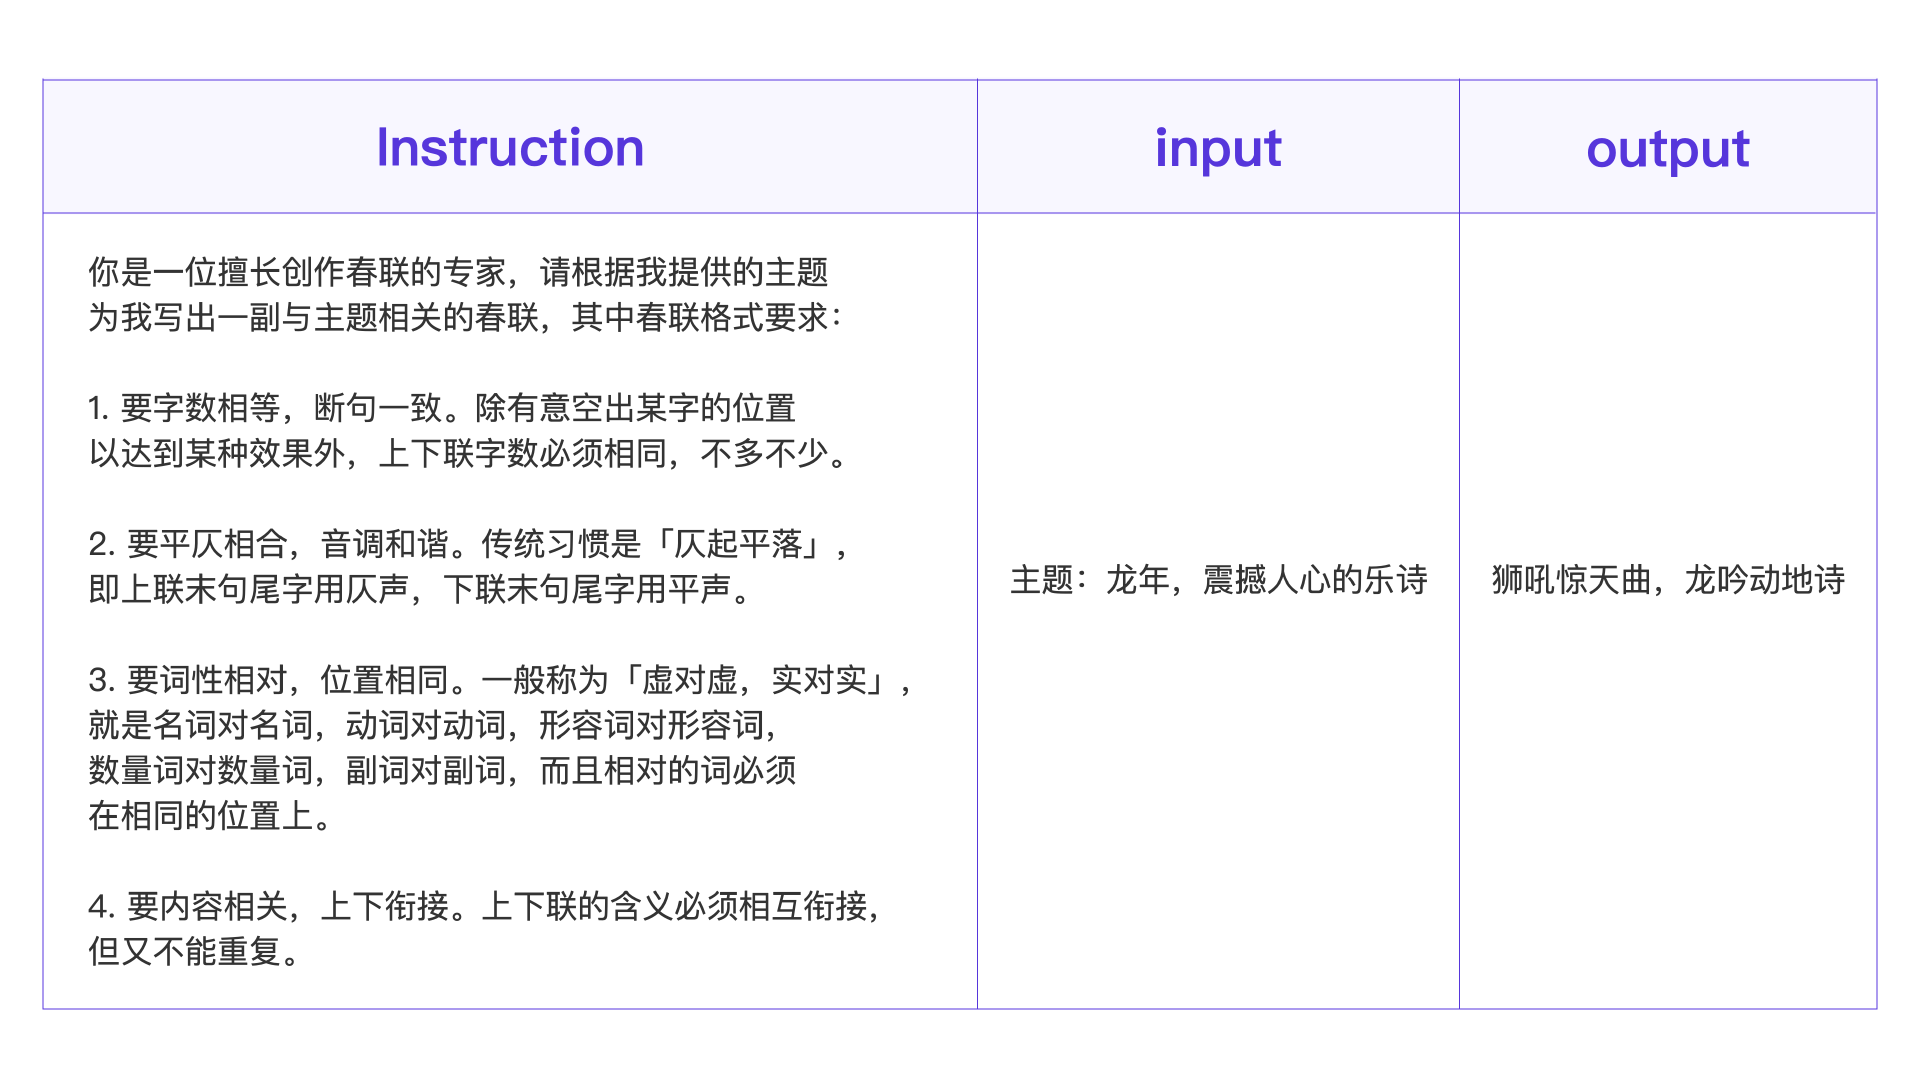 Instruction
input
output
你是一位擅长创作春联的专家，请根据我提供的主题
为我写出一副与主题相关的春联，其中春联格式要求：
1. 要字数相等，断句一致。除有意空出某字的位置
以达到某种效果外，上下联字数必须相同，不多不少。
2. 要平仄相合，音调和谐。传统习惯是「仄起平落」，
即上联末句尾字用仄声，下联末句尾字用平声。
3. 要词性相对，位置相同。一般称为「虚对虚，实对实」，
就是名词对名词，动词对动词，形容词对形容词，
数量词对数量词，副词对副词，而且相对的词必须
在相同的位置上。
4. 要内容相关，上下衔接。上下联的含义必须相互衔接，
但又不能重复。
主题：龙年，震撼人心的乐诗
狮吼惊天曲，龙吟动地诗